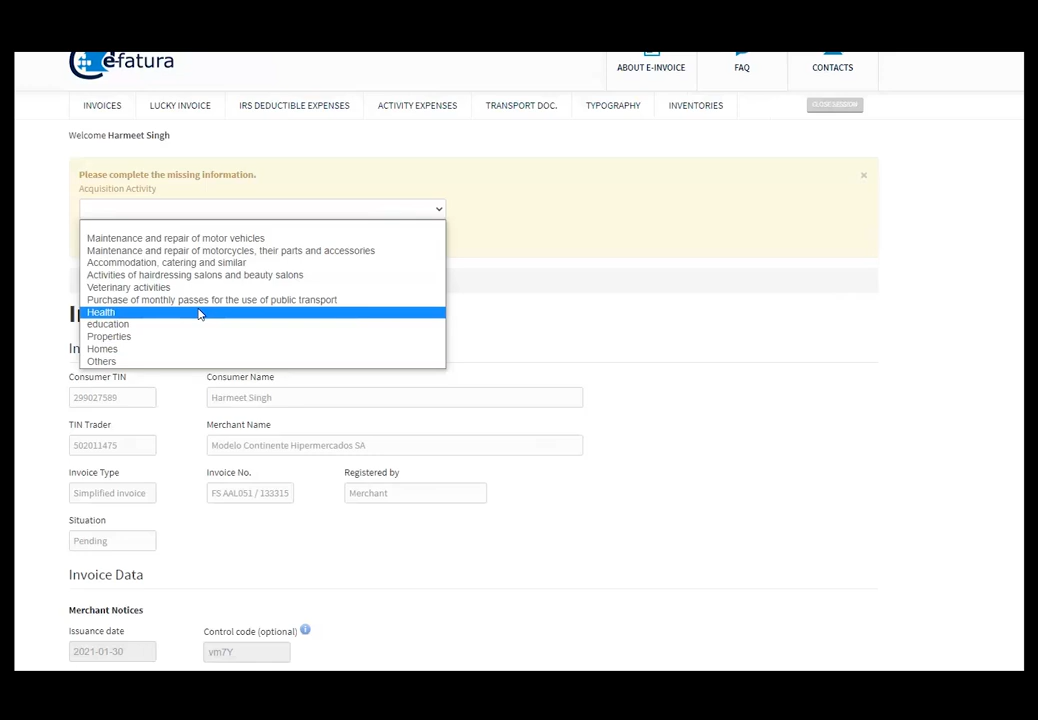 efatura
ABOUT E-INVOICE
FAQ
CONTACTS
INVOICES
LUCKY INVOICE
IRS DEDUCTIBLE EXPENSES
ACTIVITY EXPENSES
TRANSPORT DOC.
TYPOGRAPHY
INVENTORIES
CLOSE SESSION
Welcome Harmeet Singh
Please complete the missing information.
Acquisition Activity
Maintenance and repair of motor vehicles
Maintenance and repair of motorcycles, their parts and accessories
Accommodation, catering and similar
Activities of hairdressing salons and beauty salons
Veterinary activities
Purchase of monthly passes for the use of public transport
Health
education
Properties
Homes
Others
Consumer TIN
Consumer Name
299027589
Harmeet Singh
TIN Trader
Merchant Name
502011475
Modelo Continente Hipermercados SA
Invoice Type
Invoice No.
Registered by
Simplified invoice
FS AAL051 / 133315
Merchant
Situation
Pending
Invoice Data
Merchant Notices
Issuance date
Control code (optional)
2021-01-30
vm7Y